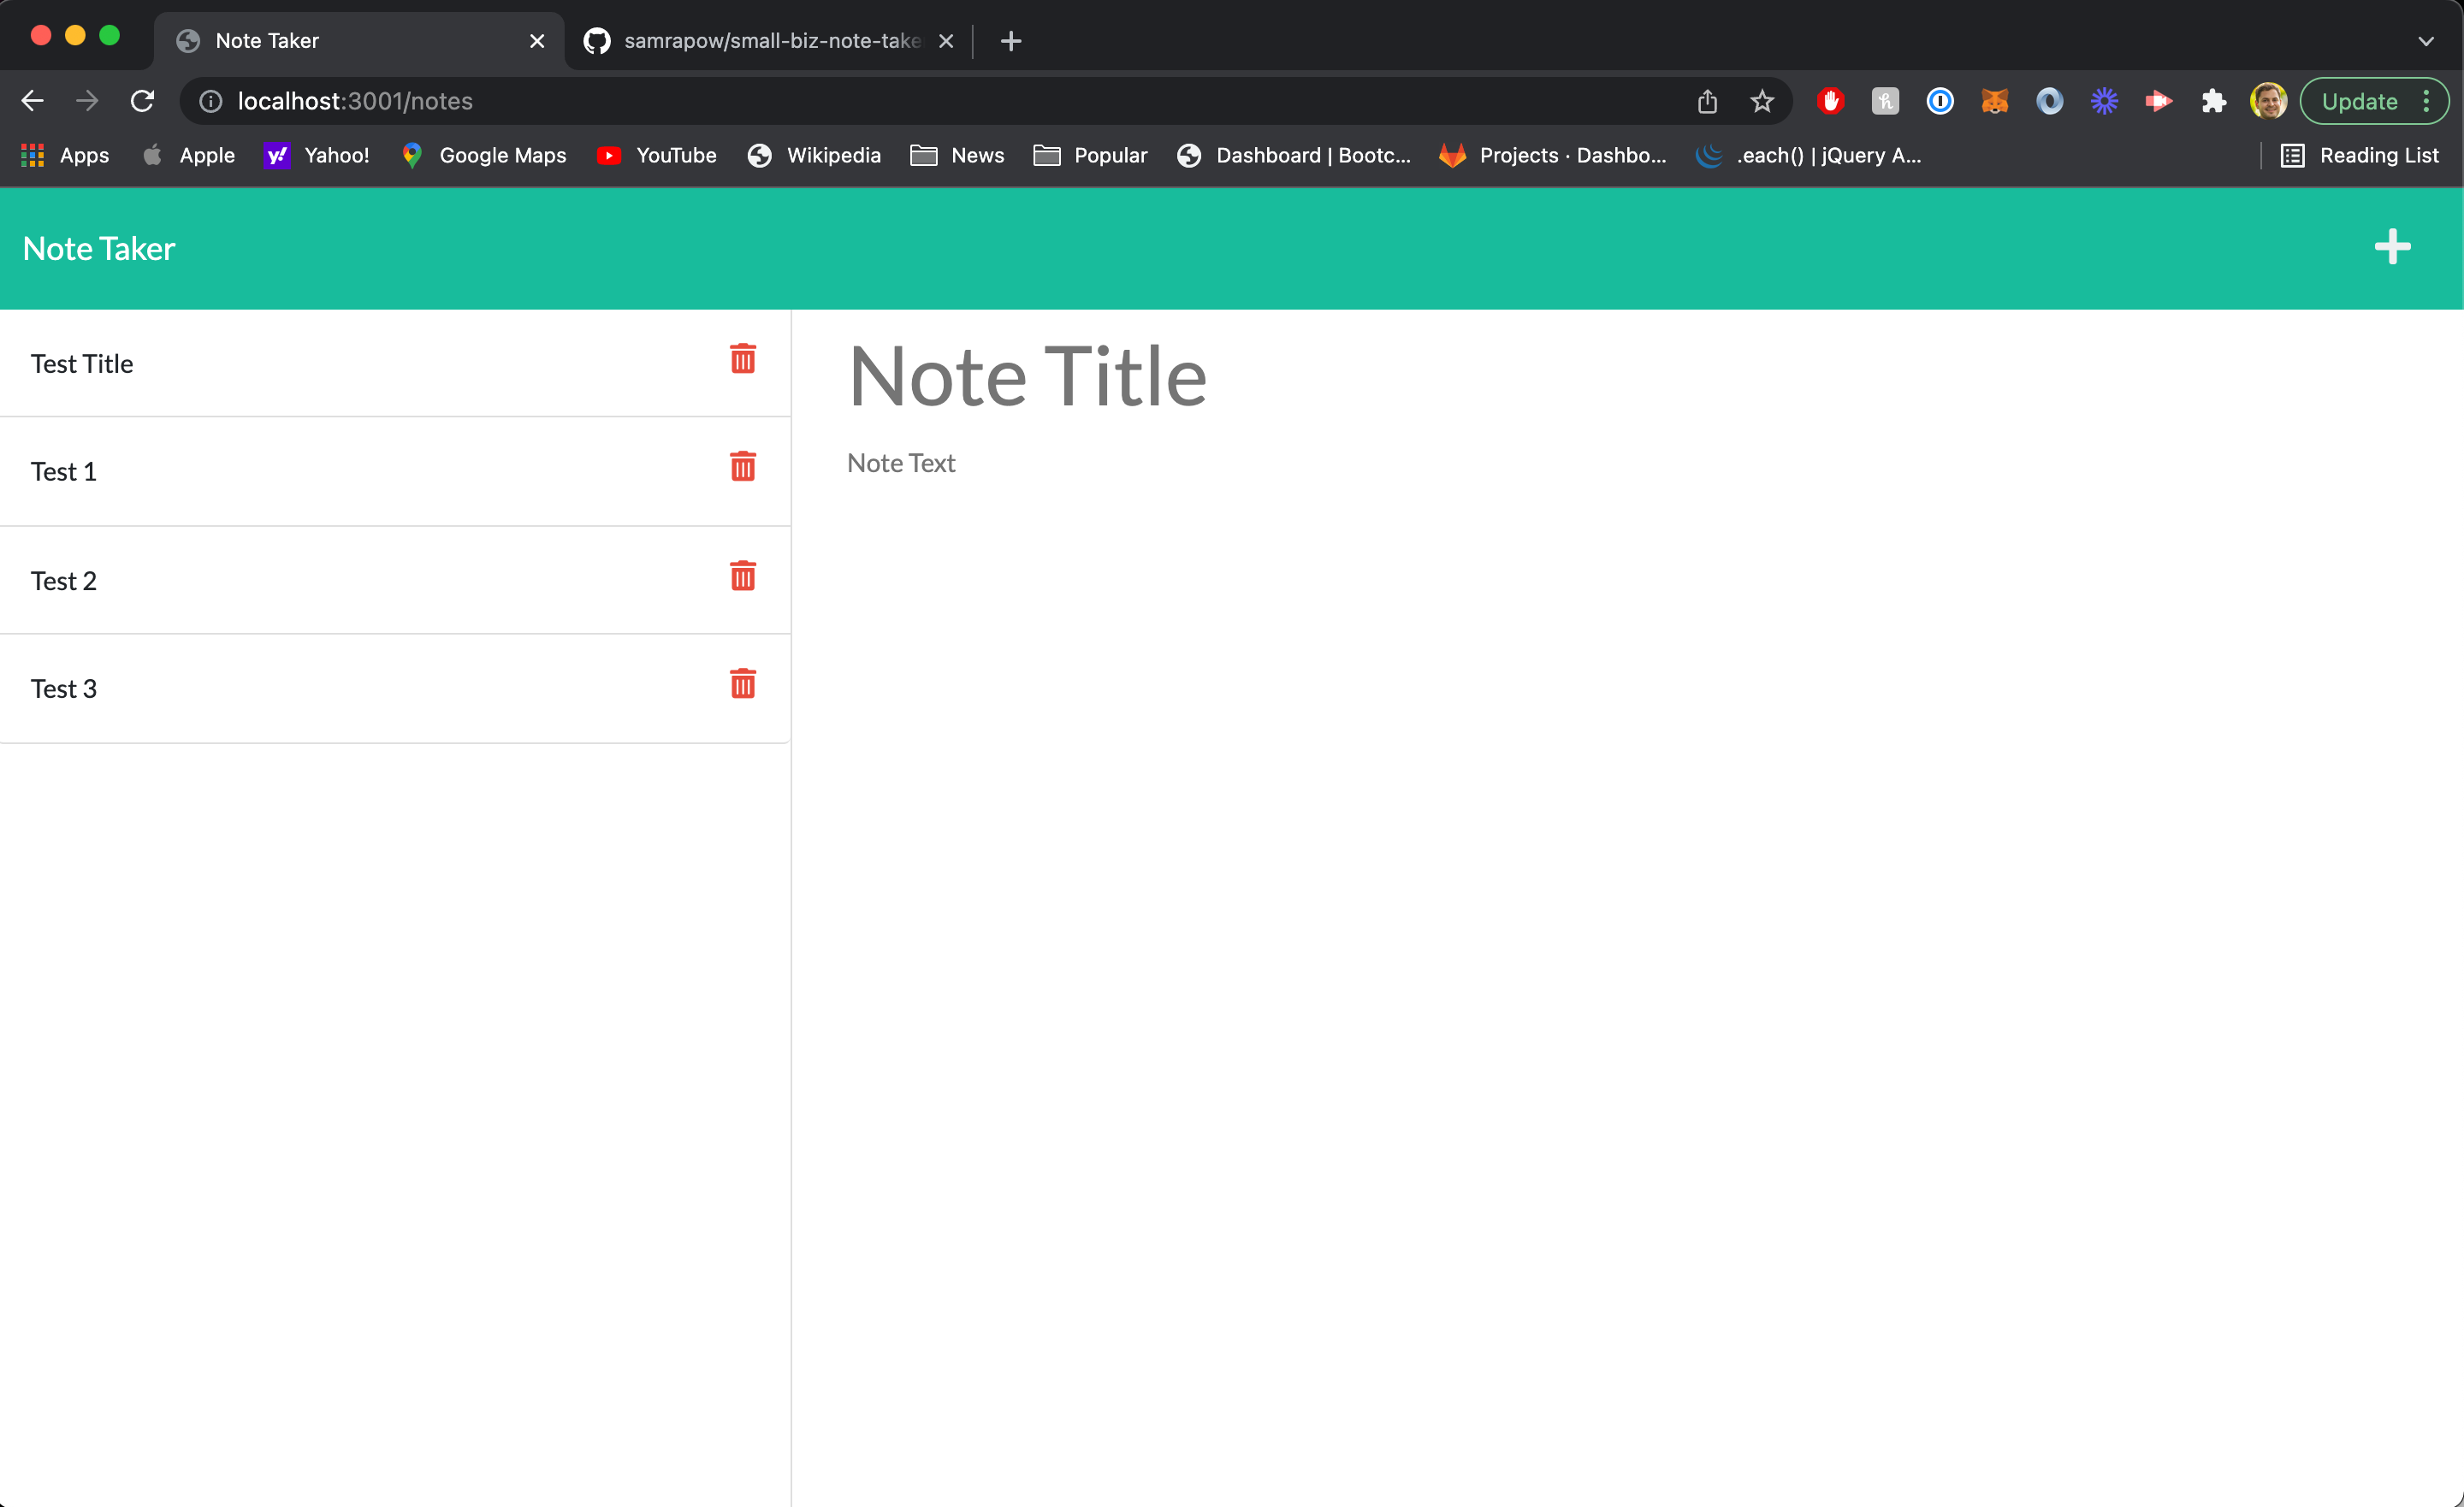 Note Taker
samrapow/small-biz-note-take
localhost:3001/notes
Update
Apps
Apple
Yahoo!
Google Maps
YouTube
Wikipedia
News
Popular
Dashboard | Bootc...
Projects · Dashbo...
.each() | jQuery A...
Reading List
Note Taker
Test Title
Test 1
Test 2
Test 3
Note Title
Note Text